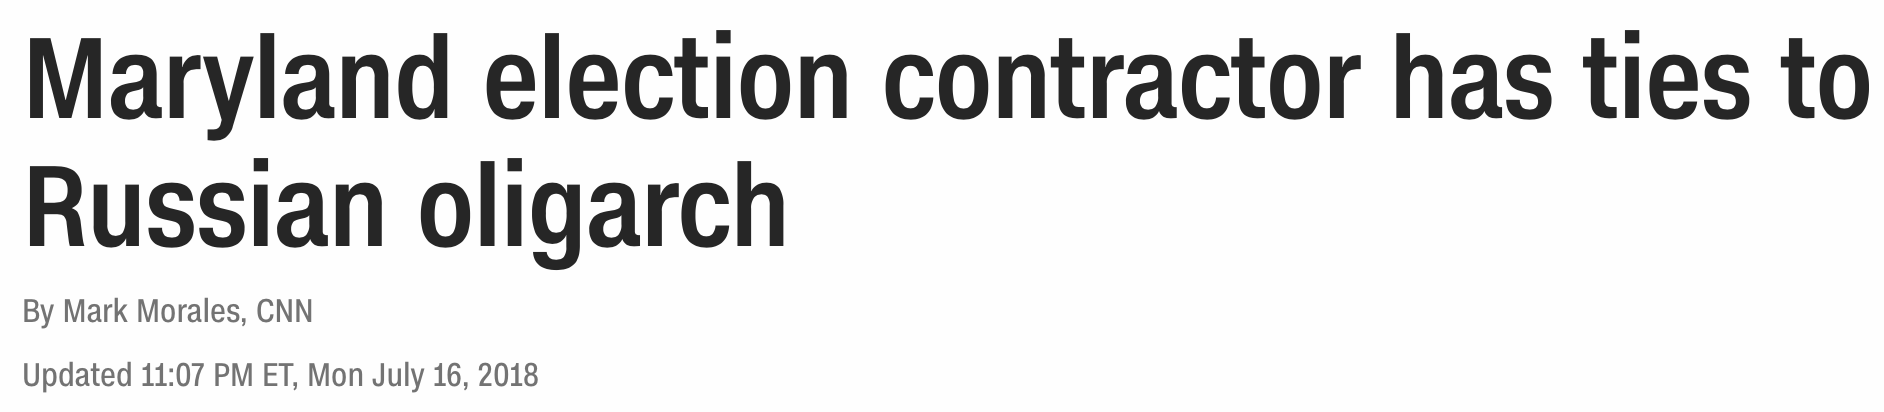 Maryland election contractor has ties to
Russian oligarch
By Mark Morales, CNN
Updated 11:07 PM ET, Mon July 16, 2018